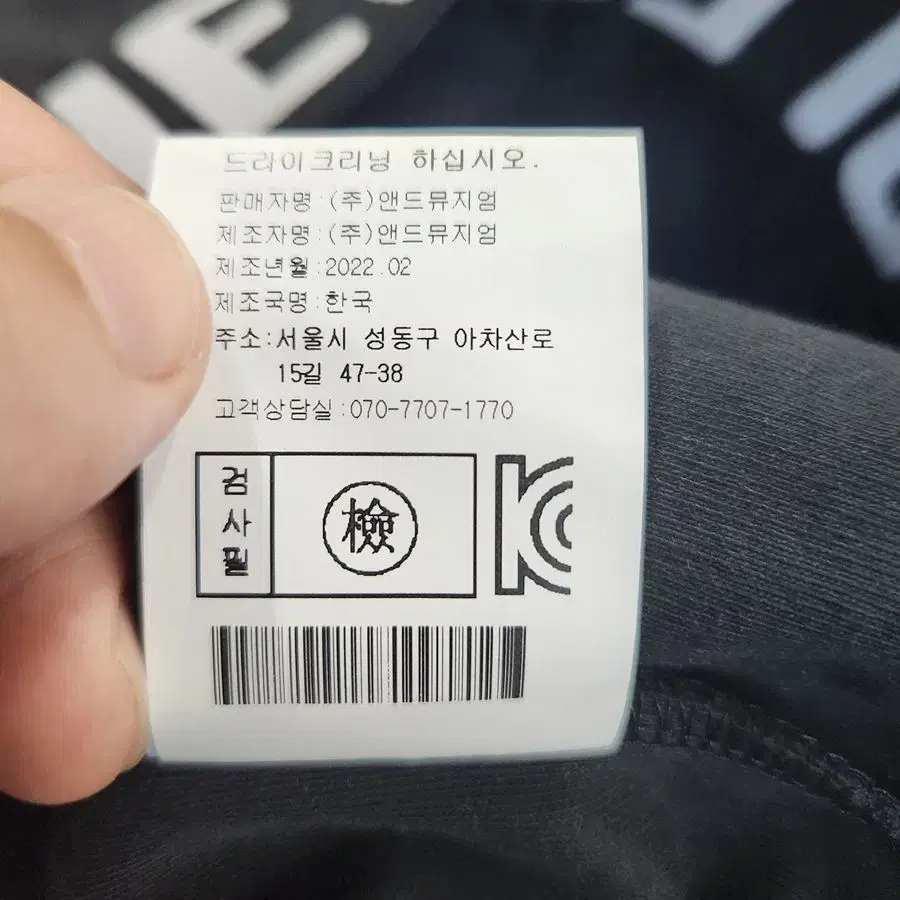 드라이크리닝 하십시오.
판매자명:(주)앤드뮤지엄
제조자명:(주)앤드뮤지엄
제조년월:2022.02
제조국명:한국
주소:서울시 성동구 아차산로
15길 47-38
고객상담실:070-7707-1770
검사필
檢
KC